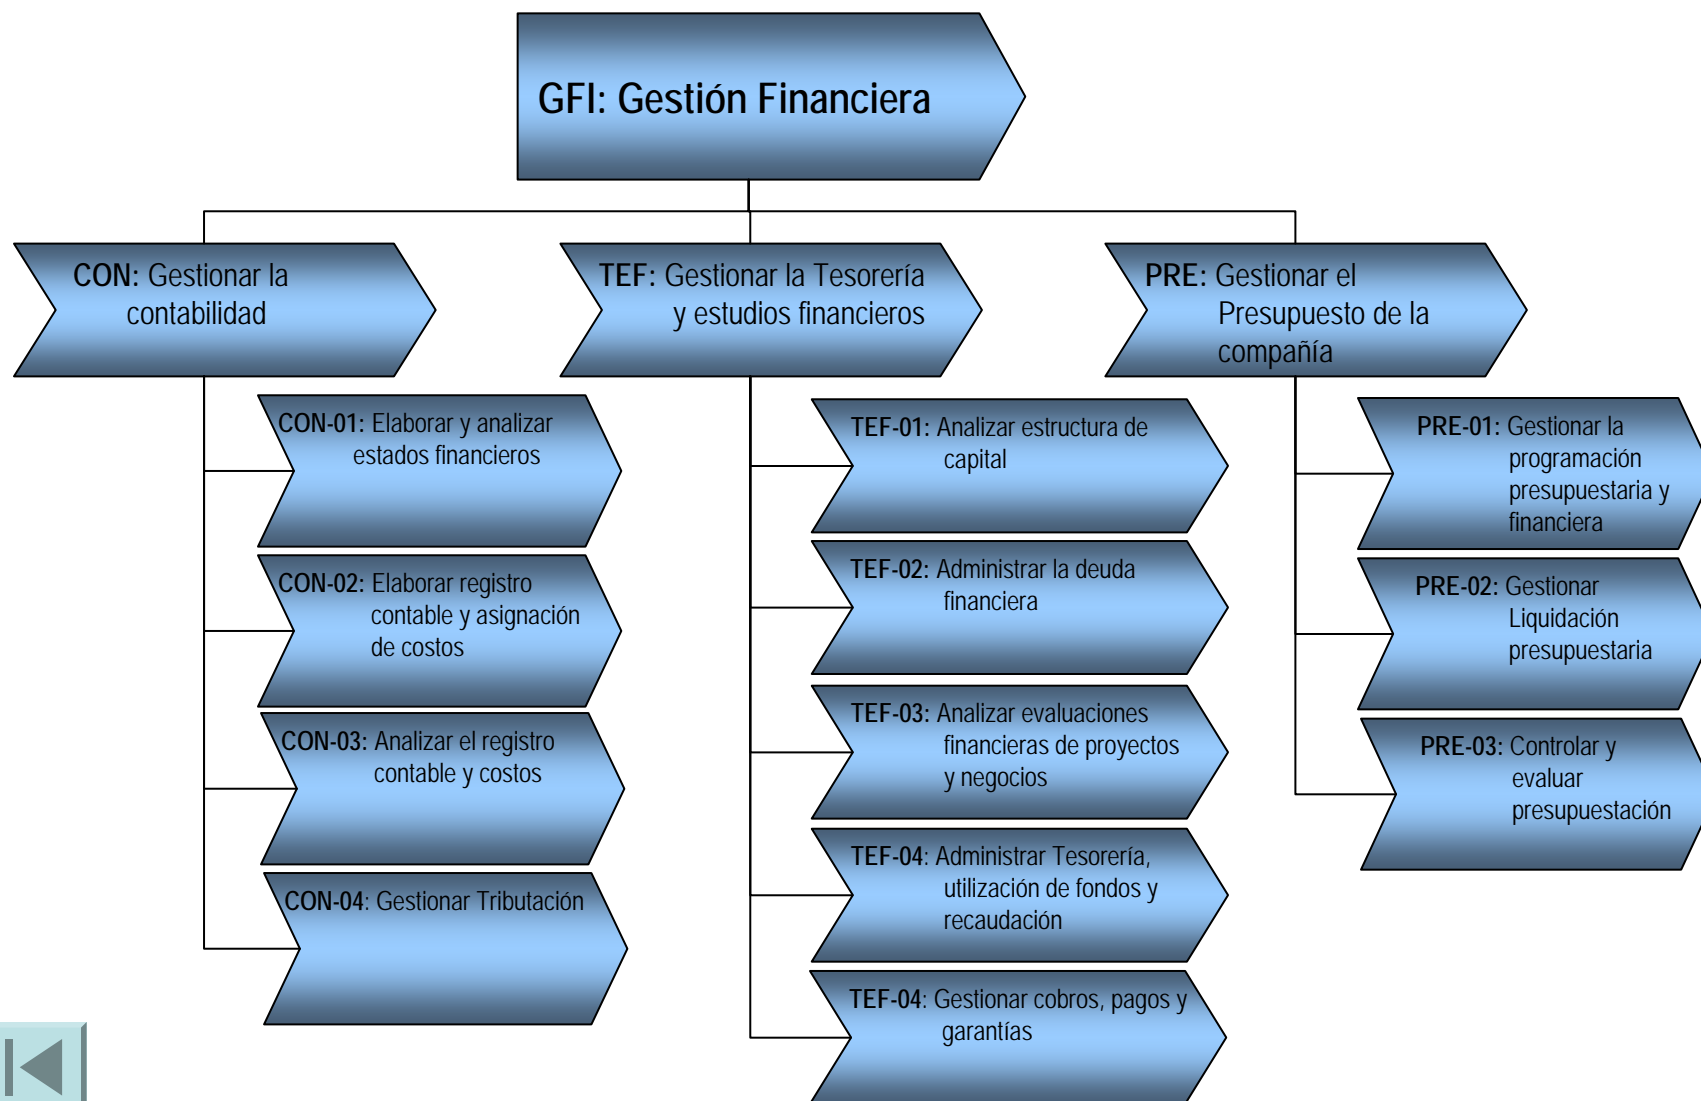 GFI: Gestión Financiera
CON: Gestionar la
contabilidad
TEF: Gestionar la Tesorería
y estudios financieros
PRE: Gestionar el
Presupuesto de la
compañía
CON-01: Elaborar y analizar
estados financieros
CON-02: Elaborar registro
contable y asignación
de costos
CON-03: Analizar el registro
contable y costos
CON-04: Gestionar Tributación
TEF-01: Analizar estructura de
capital
TEF-02: Administrar la deuda
financiera
TEF-03: Analizar evaluaciones
financieras de proyectos
y negocios
TEF-04: Administrar Tesorería,
utilización de fondos y
recaudación
TEF-04: Gestionar cobros, pagos y
garantías
PRE-01: Gestionar la
programación
presupuestaria y
financiera
PRE-02: Gestionar
Liquidación
presupuestaria
PRE-03: Controlar y
evaluar
presupuestación